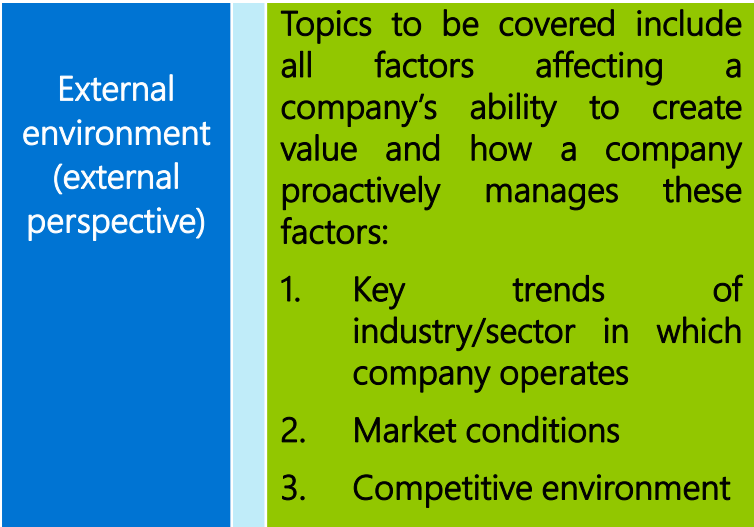 External
environment
(external
perspective)
Topics to be covered include
all factors affecting a
company's ability to create
value and how a company
proactively manages these
factors:
1. Key trends of
industry/sector in which
company operates
2. Market conditions
3. Competitive environment